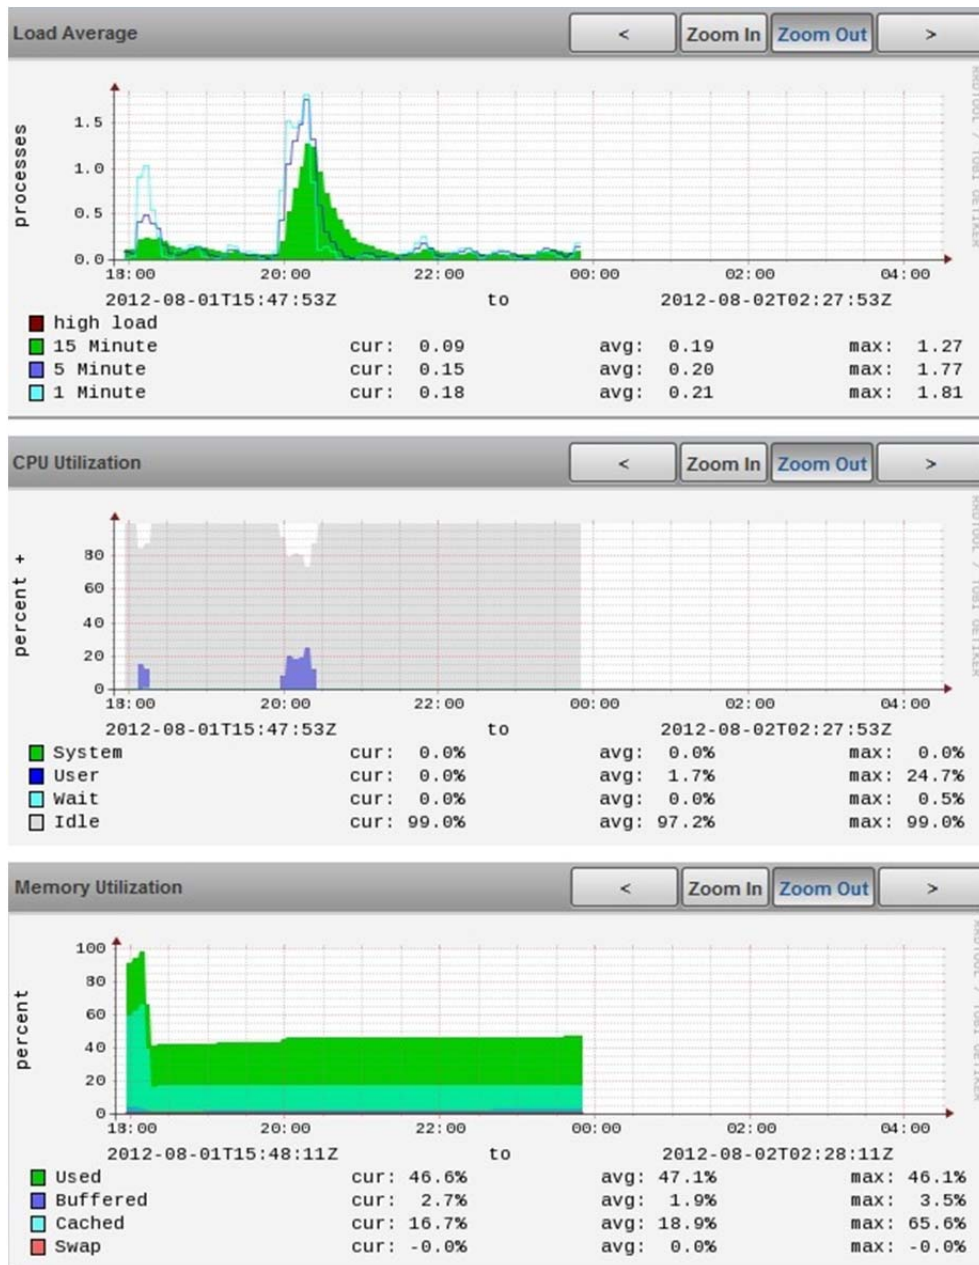 Load Average < Zoom In Zoom Out >
RRDTOOL / TOBI OETIKER
processes
1.5
1.0
0.5
0.0
18:00 20:00 22:00 00:00 02:00 04:00
2012-08-01T15:47:53Z to 2012-08-02T02:27:53Z
high load
15 Minute cur: 0.09 avg: 0.19 max: 1.27
5 Minute cur: 0.15 avg: 0.20 max: 1.77
1 Minute cur: 0.18 avg: 0.21 max: 1.81
CPU Utilization < Zoom In Zoom Out >
RRDTOOL / TOBI OETIKER
percent +
80
60
40
20
0
18:00 20:00 22:00 00:00 02:00 04:00
2012-08-01T15:47:53Z to 2012-08-02T02:27:53Z
System cur: 0.0% avg: 0.0% max: 0.0%
User cur: 0.0% avg: 1.7% max: 24.7%
Wait cur: 0.0% avg: 0.0% max: 0.5%
Idle cur: 99.0% avg: 97.2% max: 99.0%
Memory Utilization < Zoom In Zoom Out >
RRDTOOL / TOBI OETIKER
percent
100
80
60
40
20
0
18:00 20:00 22:00 00:00 02:00 04:00
2012-08-01T15:48:11Z to 2012-08-02T02:28:11Z
Used cur: 46.6% avg: 47.1% max: 46.1%
Buffered cur: 2.7% avg: 1.9% max: 3.5%
Cached cur: 16.7% avg: 18.9% max: 65.6%
Swap cur: -0.0% avg: 0.0% max: -0.0%